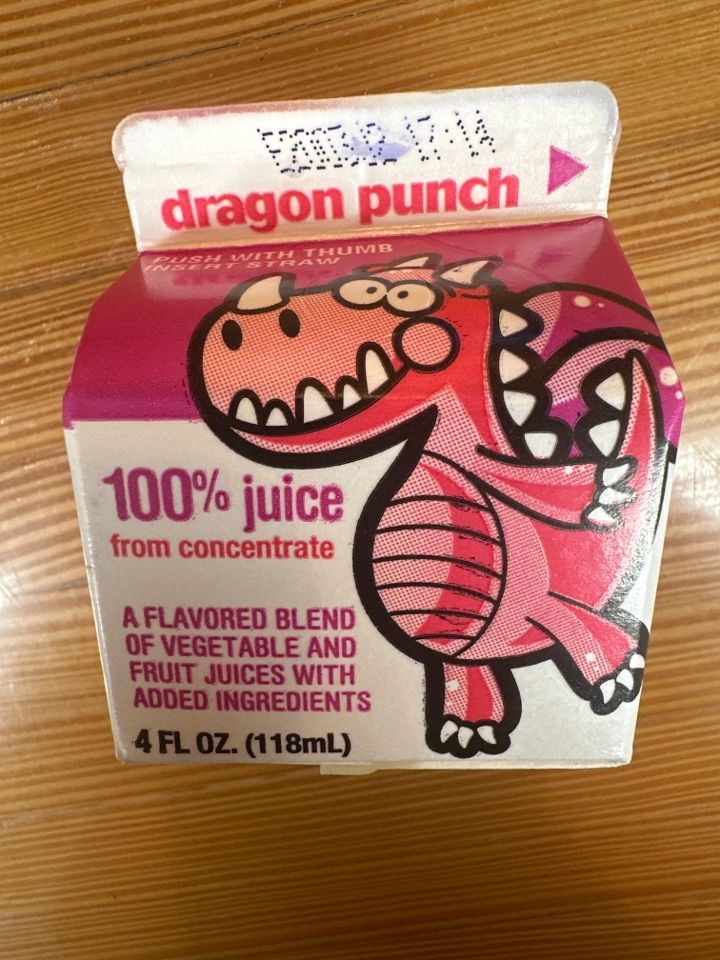 dragon punch
PUSH WITH THUMB
INSERT STRAW
100% juice
from concentrate
A FLAVORED BLEND
OF VEGETABLE AND
FRUIT JUICES WITH
ADDED INGREDIENTS
4 FL OZ. (118mL)